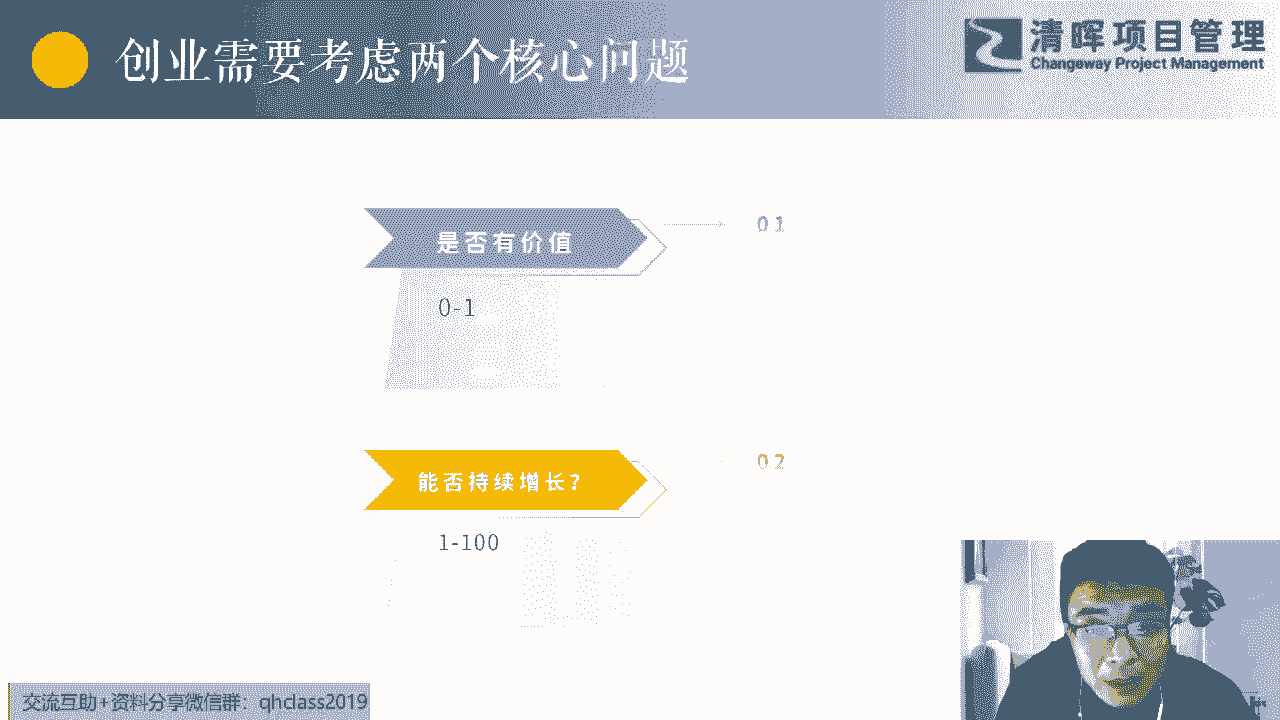 创业需要考虑两个核心问题
清晖项目管理
Changeway Project Management
是否有价值
01
0-1
能否持续增长?
02
1-100
交流互助+资料分享微信群：qhclass2019